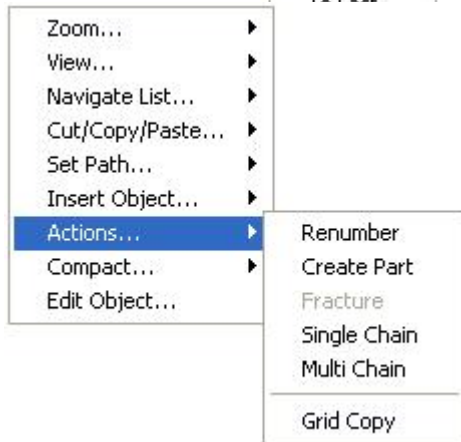 Zoom...
View...
Navigate List...
Cut/Copy/Paste...
Set Path...
Insert Object...
Actions...
Compact...
Edit Object...
Renumber
Create Part
Fracture
Single Chain
Multi Chain
Grid Copy